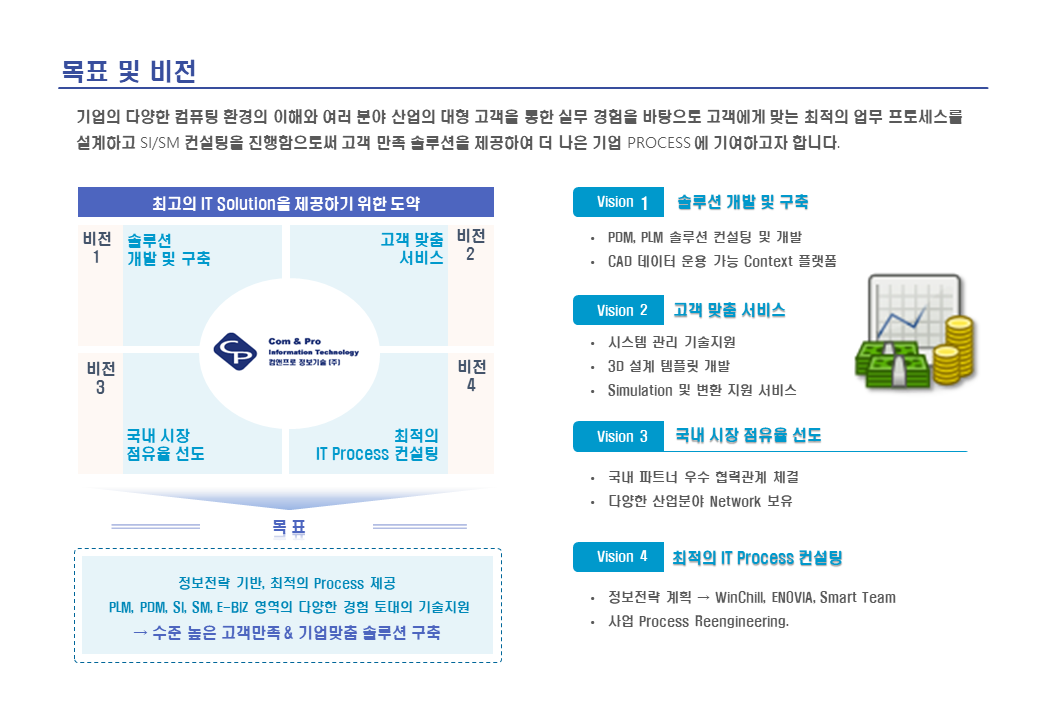 목표 및 비전
기업의 다양한 컴퓨팅 환경의 이해와 여러 분야 산업의 대형 고객을 통한 실무 경험을 바탕으로 고객에게 맞는 최적의 업무 프로세스를
설계하고 SI/SM 컨설팅을 진행함으로써 고객 만족 솔루션을 제공하여 더 나은 기업 PROCESS에 기여하고자 합니다.
최고의 IT Solution을 제공하기 위한 도약
비전
1
솔루션
개발 및 구축
고객 맞춤
서비스
비전
2
CP
Com & Pro
Information Technology
컴앤프로 정보기술 (주)
비전
3
국내 시장
점유율 선도
최적의
IT Process 컨설팅
비전
4
목 표
정보전략 기반, 최적의 Process 제공
PLM, PDM, SI, SM, E-BIZ 영역의 다양한 경험 토대의 기술지원
→ 수준 높은 고객만족 & 기업맞춤 솔루션 구축
Vision 1 솔루션 개발 및 구축
• PDM, PLM 솔루션 컨설팅 및 개발
• CAD 데이터 운용 가능 Context 플랫폼
Vision 2 고객 맞춤 서비스
• 시스템 관리 기술지원
• 3D 설계 템플릿 개발
• Simulation 및 변환 지원 서비스
Vision 3 국내 시장 점유율 선도
• 국내 파트너 우수 협력관계 체결
• 다양한 산업분야 Network 보유
Vision 4 최적의 IT Process 컨설팅
• 정보전략 계획 → WinChill, ENOVIA, Smart Team
• 사업 Process Reengineering.